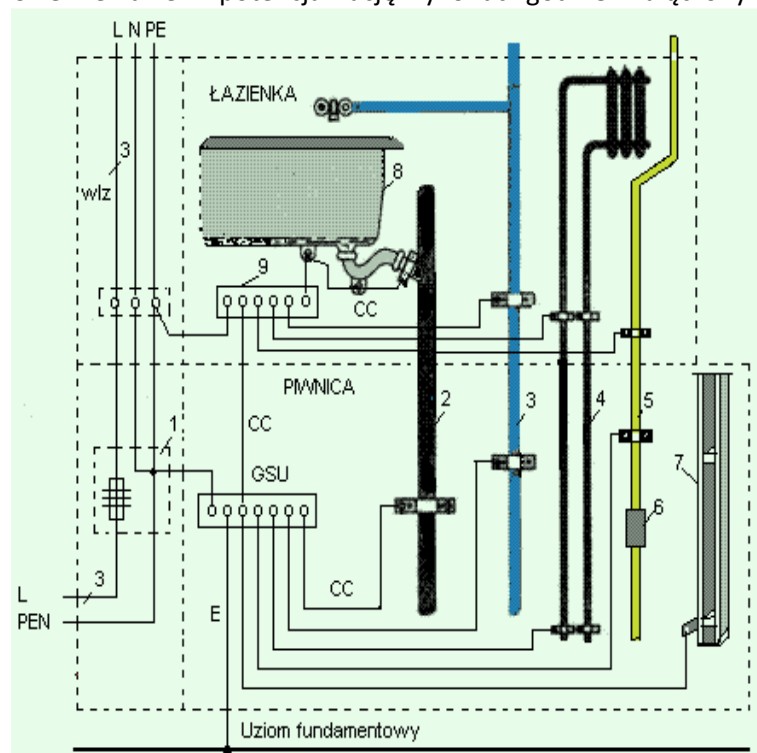 L N PE
ŁAZIENKA
3
wlz
8
9
CC
PIWNICA
1
CC
2
3
4
5
7
GSU
6
3
L
CC
PEN
E
Uziom fundamentowy